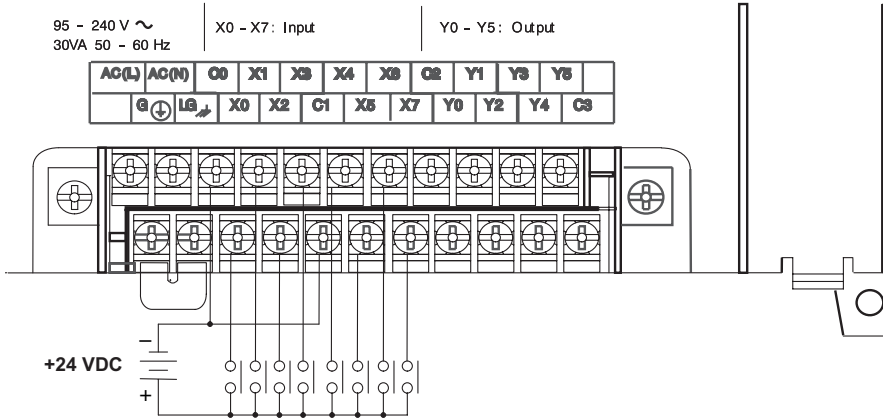 95 - 240 V ~
30VA 50 - 60 Hz
X0 - X7: Input
Y0 - Y5: Output
AC(L) AC(N) C0 X1 X3 X4 X6 C2 Y1 Y3 Y5
G LG X0 X2 C1 X5 X7 Y0 Y2 Y4 C3
+24 VDC
−
+